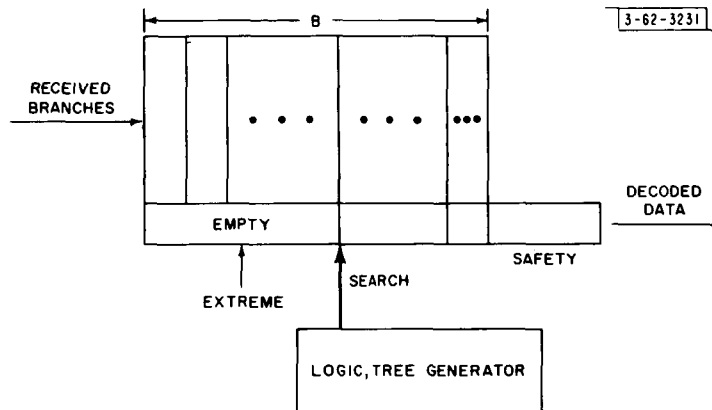 B
3-62-3231
RECEIVED
BRANCHES
DECODED
DATA
EMPTY
SAFETY
SEARCH
EXTREME
LOGIC, TREE GENERATOR